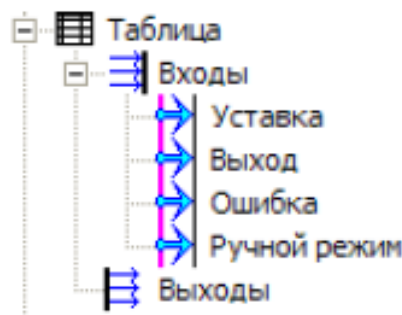 Таблица
Входы
Уставка
Выход
Ошибка
Ручной режим
Выходы